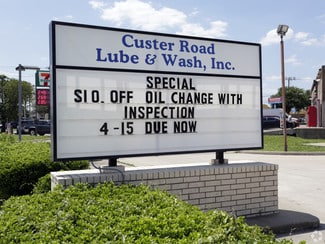 Custer Road
Lube & Wash, Inc.
SPECIAL
$10. OFF OIL CHANGE WITH
INSPECTION
4-15 DUE NOW